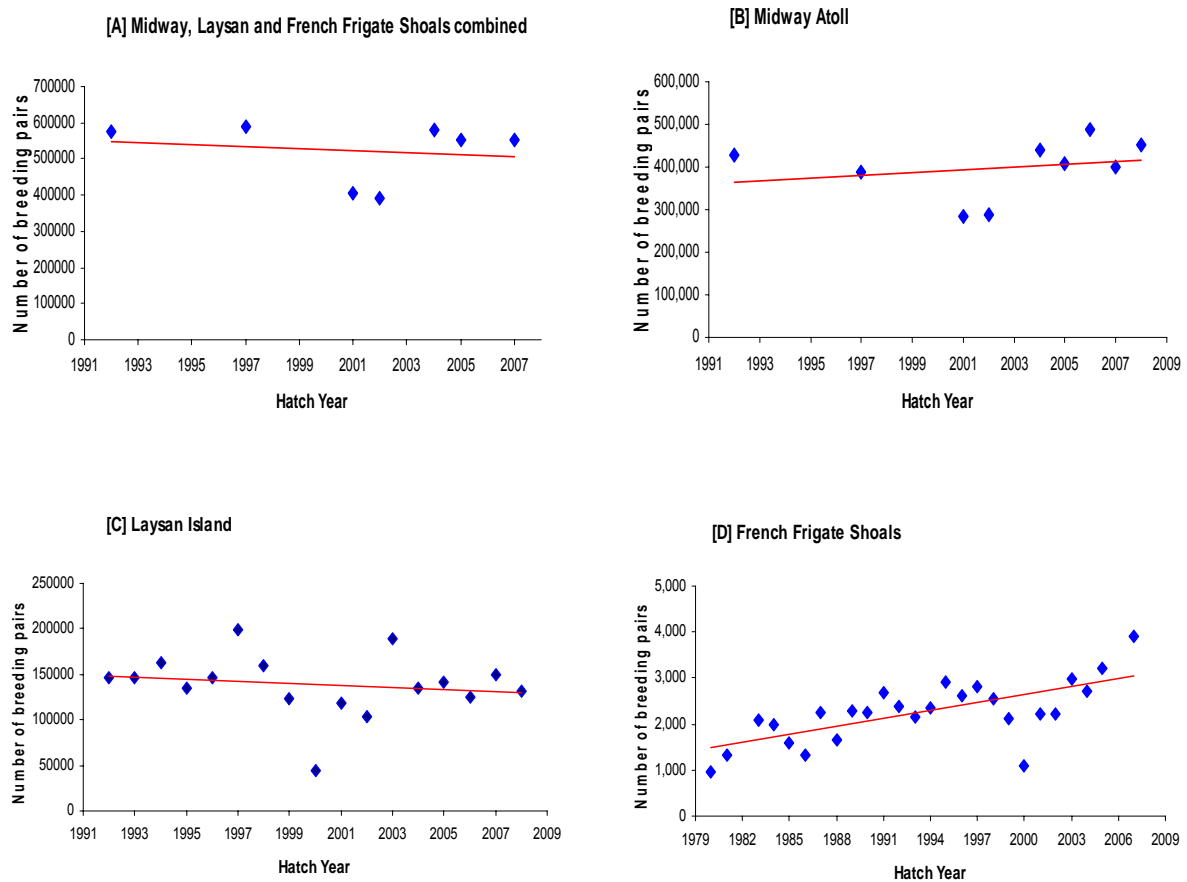 [A] Midway, Laysan and French Frigate Shoals combined
Number of breeding pairs
700000
600000
500000
400000
300000
200000
100000
0
1991 1993 1995 1997 1999 2001 2003 2005 2007
Hatch Year
[B] Midway Atoll
Number of breeding pairs
600,000
500,000
400,000
300,000
200,000
100,000
0
1991 1993 1995 1997 1999 2001 2003 2005 2007 2009
Hatch Year
[C] Laysan Island
Number of breeding pairs
250000
200000
150000
100000
50000
0
1991 1993 1995 1997 1999 2001 2003 2005 2007 2009
Hatch Year
[D] French Frigate Shoals
Number of breeding pairs
5,000
4,000
3,000
2,000
1,000
0
1979 1982 1985 1988 1991 1994 1997 2000 2003 2006 2009
Hatch Year